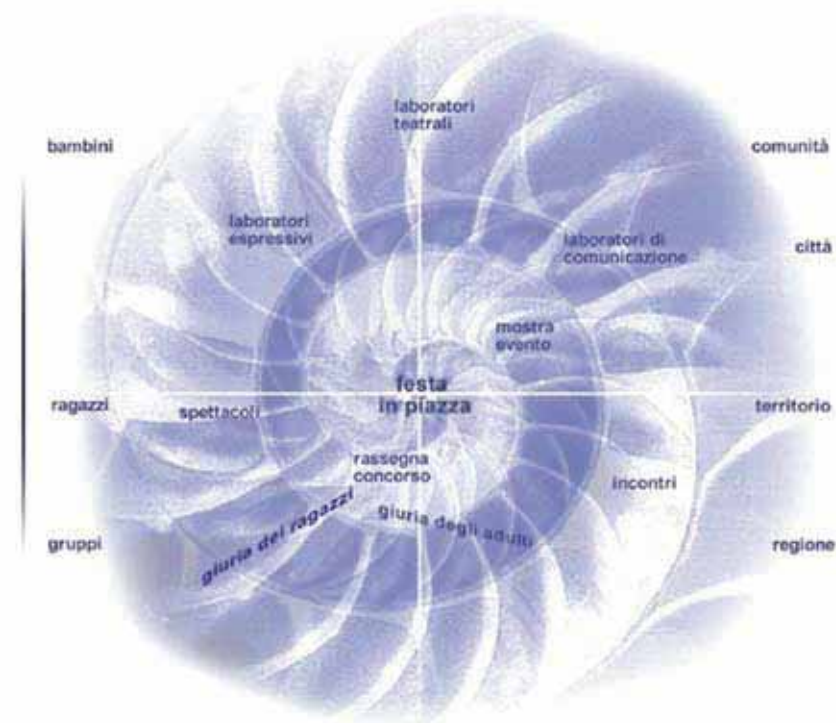 laboratori
teatrali
bambini
comunità
laboratori
espressivi
laboratori di
comunicazione
città
mostra
evento
festa
in piazza
ragazzi
spettacoli
territorio
rassegna
concorso
incontri
giuria dei ragazzi
giuria degli adulti
gruppi
regione